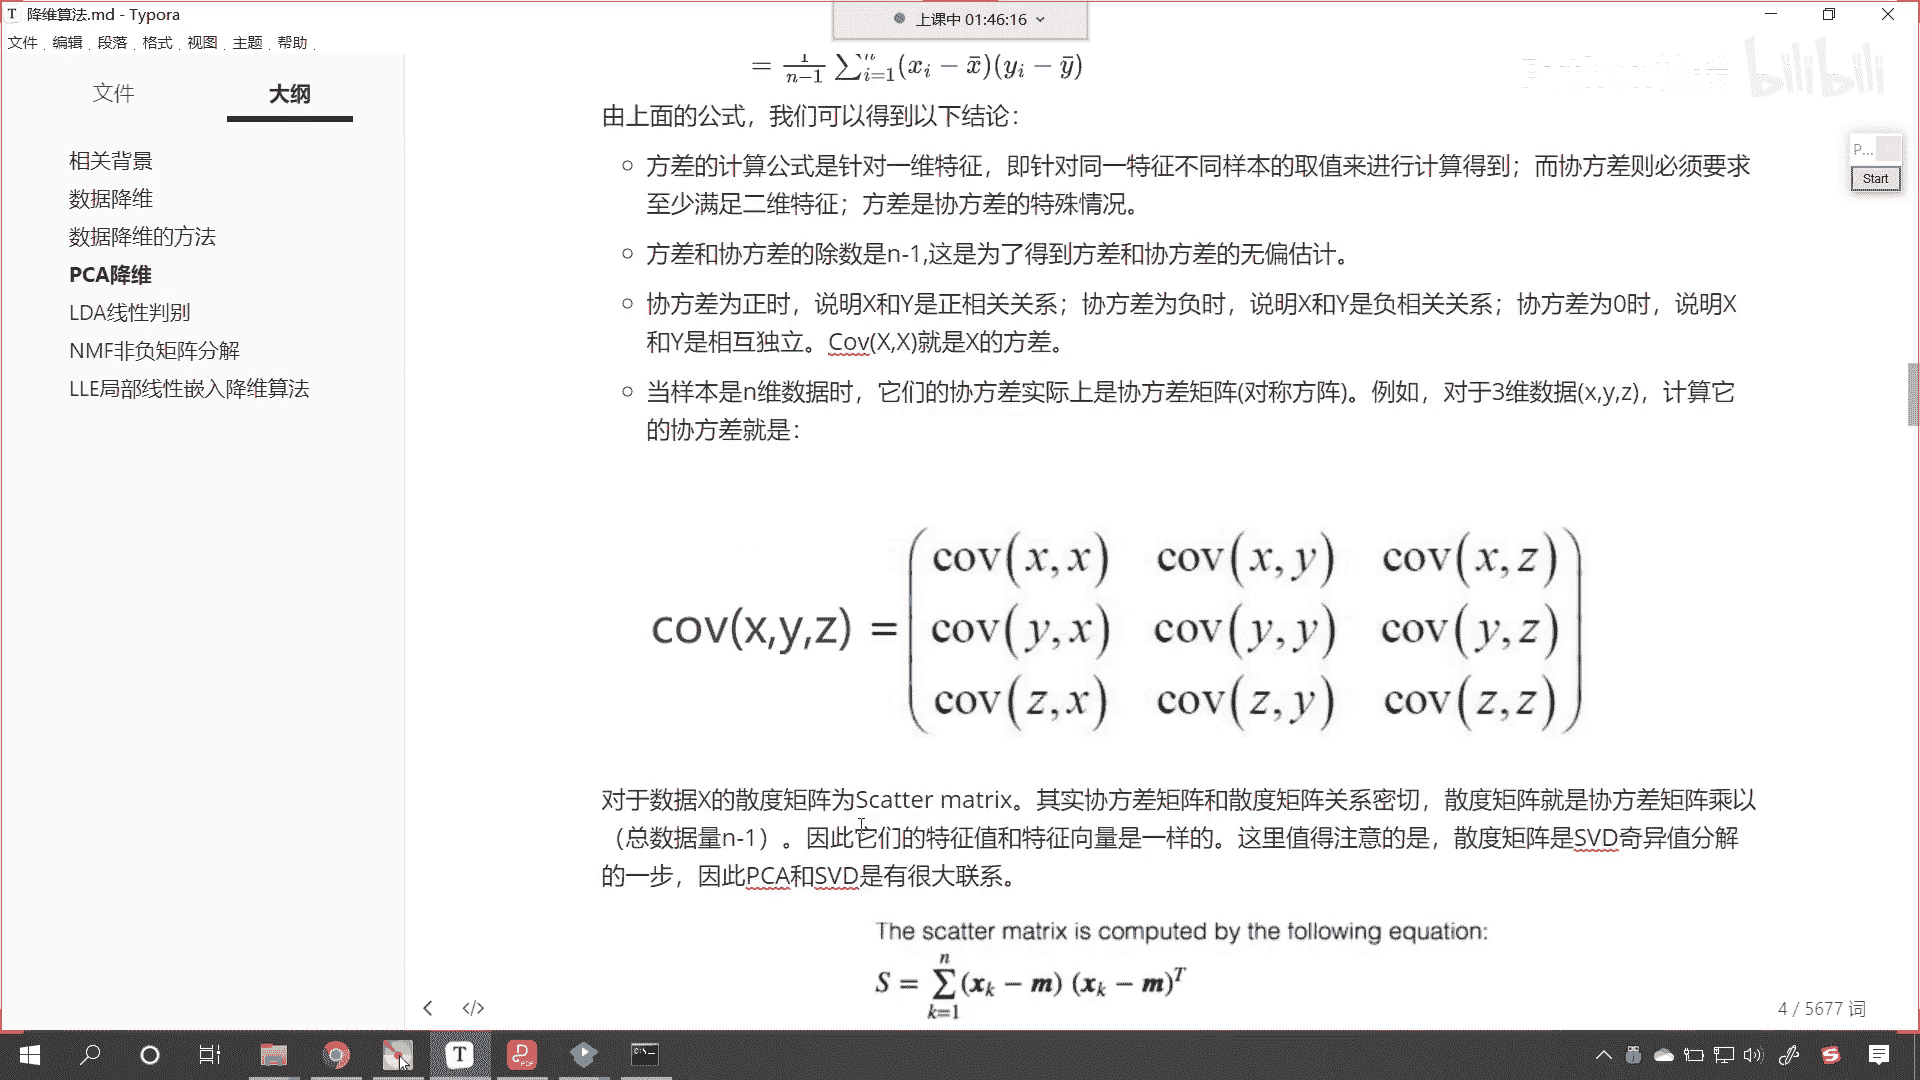 降维算法.md - Typora
上课中 01:46:16
文件 编辑 段落 格式 视图 主题 帮助
文件
大纲
相关背景
数据降维
数据降维的方法
PCA降维
LDA线性判别
NMF非负矩阵分解
LLE局部线性嵌入降维算法
= 1/(n−1) ∑ⁿᵢ₌₁(xᵢ − x̄)(yᵢ − ȳ)
bilibili
P...
Start
由上面的公式，我们可以得到以下结论：
方差的计算公式是针对一维特征，即针对同一特征不同样本的取值来进行计算得到；而协方差则必须要求
至少满足二维特征；方差是协方差的特殊情况。
方差和协方差的除数是n-1,这是为了得到方差和协方差的无偏估计。
协方差为正时，说明X和Y是正相关关系；协方差为负时，说明X和Y是负相关关系；协方差为0时，说明X
和Y是相互独立。Cov(X,X)就是X的方差。
当样本是n维数据时，它们的协方差实际上是协方差矩阵(对称方阵)。例如，对于3维数据(x,y,z)，计算它
的协方差就是：
cov(x,x) cov(x,y) cov(x,z)
cov(x,y,z) = cov(y,x) cov(y,y) cov(y,z)
cov(z,x) cov(z,y) cov(z,z)
对于数据X的散度矩阵为Scatter matrix。其实协方差矩阵和散度矩阵关系密切，散度矩阵就是协方差矩阵乘以
（总数据量n-1）。因此它们的特征值和特征向量是一样的。这里值得注意的是，散度矩阵是SVD奇异值分解
的一步，因此PCA和SVD是有很大联系。
The scatter matrix is computed by the following equation:
S = ∑ⁿₖ₌₁ (xₖ − m) (xₖ − m)ᵀ
4 / 5677 词